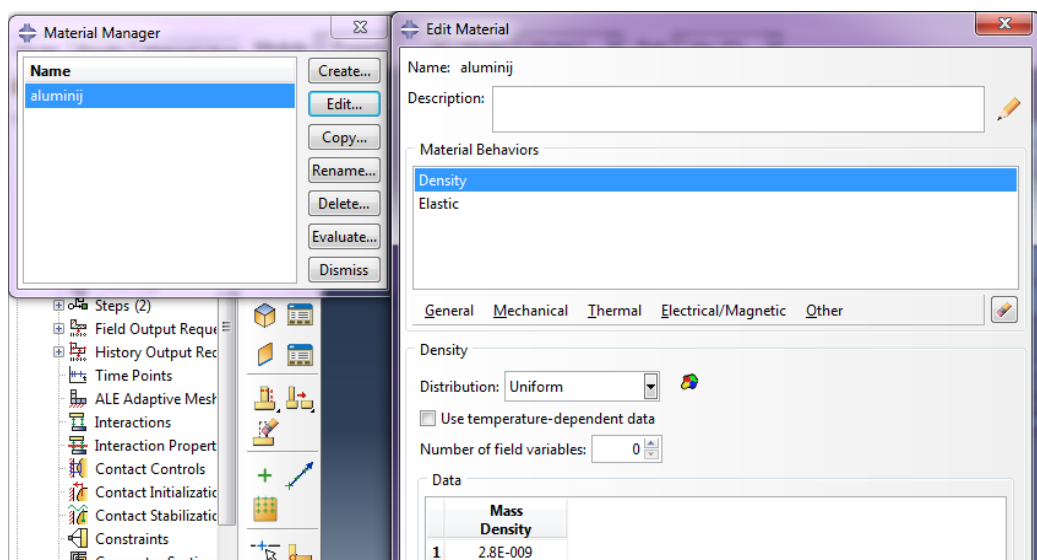 Material Manager
Name
aluminij
Create...
Edit...
Copy...
Rename...
Delete...
Evaluate...
Dismiss
Steps (2)
Field Output Reque
History Output Rec
Time Points
ALE Adaptive Mesh
Interactions
Interaction Propert
Contact Controls
Contact Initializatic
Contact Stabilizatic
Constraints
Edit Material
Name: aluminij
Description:
Material Behaviors
Density
Elastic
General Mechanical Thermal Electrical/Magnetic Other
Density
Distribution: Uniform
Use temperature-dependent data
Number of field variables: 0
Data
Mass
Density
1 2.8E-009